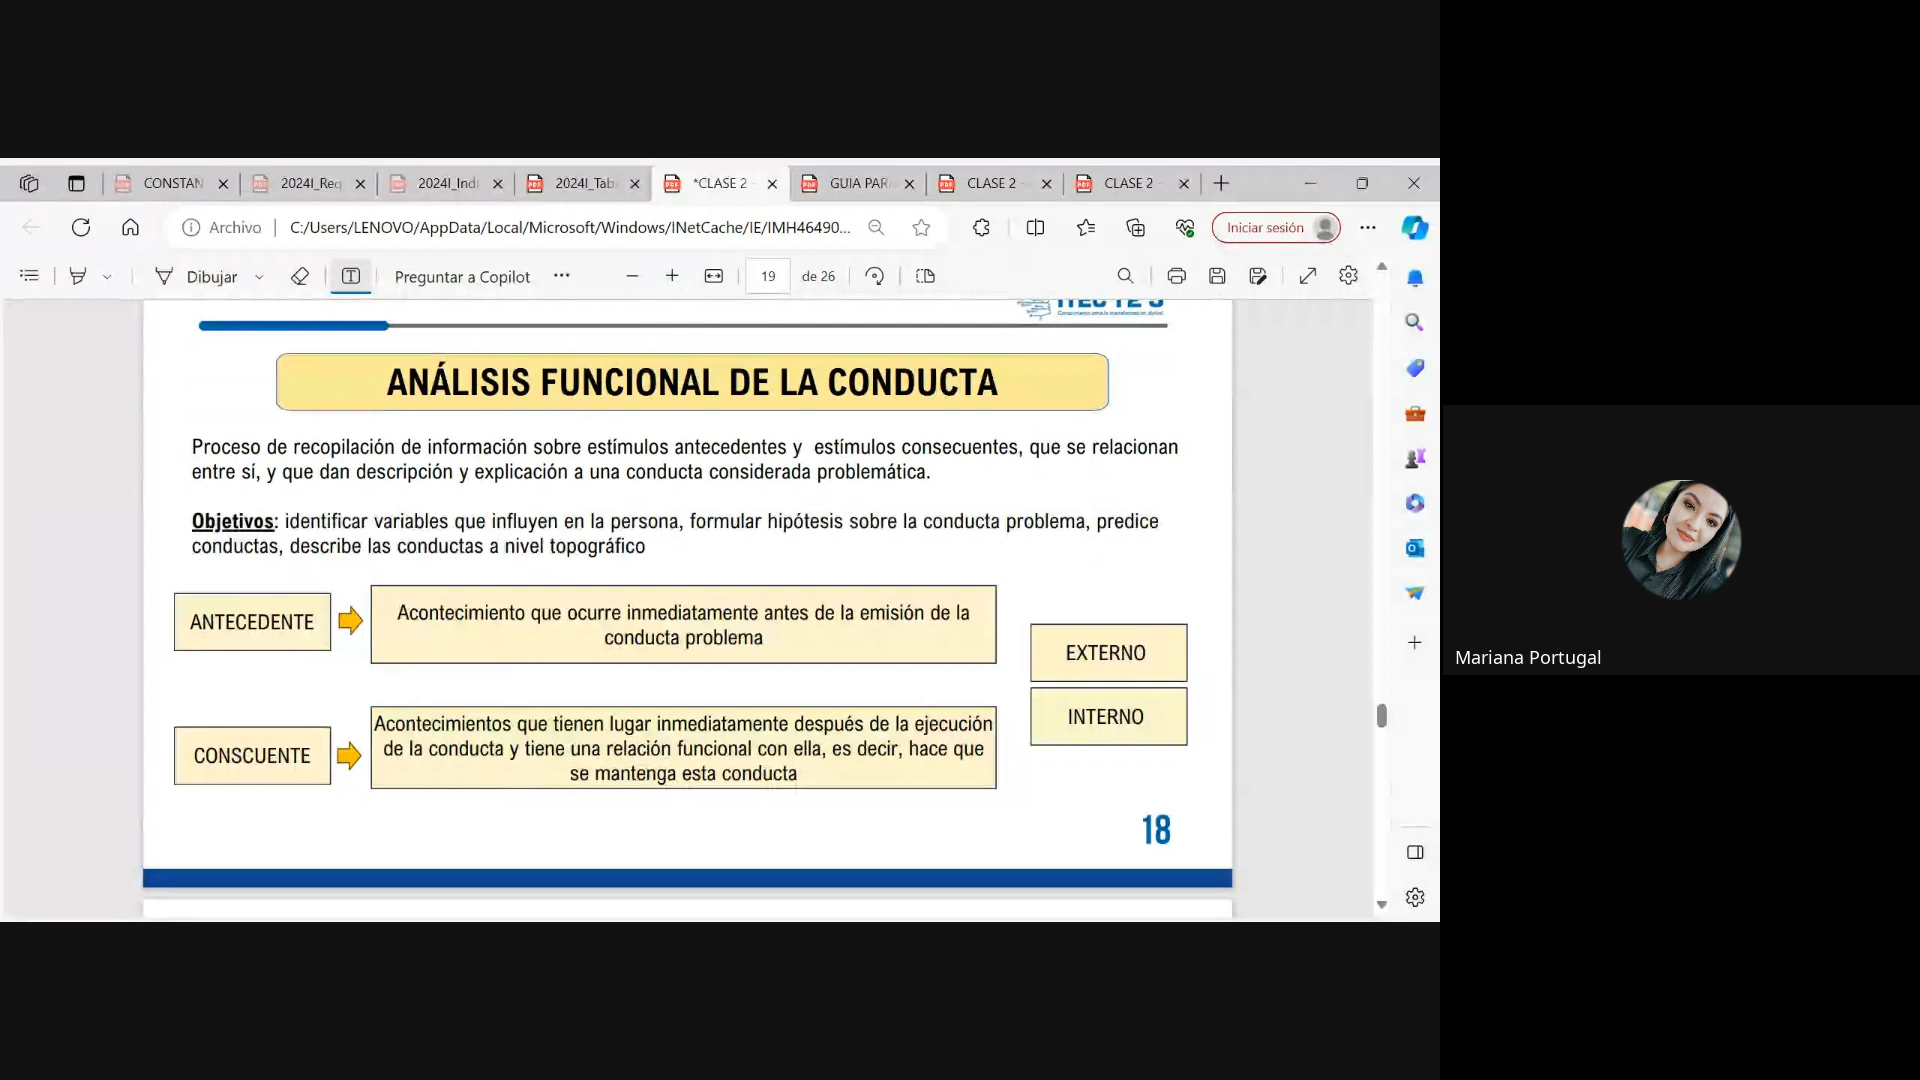 CONSTAN
2024I_Req
2024I_Indi
2024I_Tab
*CLASE 2 -
GUIA PAR
CLASE 2 -
CLASE 2 -
Archivo
C:/Users/LENOVO/AppData/Local/Microsoft/Windows/INetCache/IE/IMH46490...
Iniciar sesión
Dibujar
Preguntar a Copilot
19
de 26
ANÁLISIS FUNCIONAL DE LA CONDUCTA
Proceso de recopilación de información sobre estímulos antecedentes y estímulos consecuentes, que se relacionan
entre sí, y que dan descripción y explicación a una conducta considerada problemática.
Objetivos: identificar variables que influyen en la persona, formular hipótesis sobre la conducta problema, predice
conductas, describe las conductas a nivel topográfico
ANTECEDENTE
Acontecimiento que ocurre inmediatamente antes de la emisión de la
conducta problema
EXTERNO
INTERNO
CONSCUENTE
Acontecimientos que tienen lugar inmediatamente después de la ejecución
de la conducta y tiene una relación funcional con ella, es decir, hace que
se mantenga esta conducta
18
Mariana Portugal